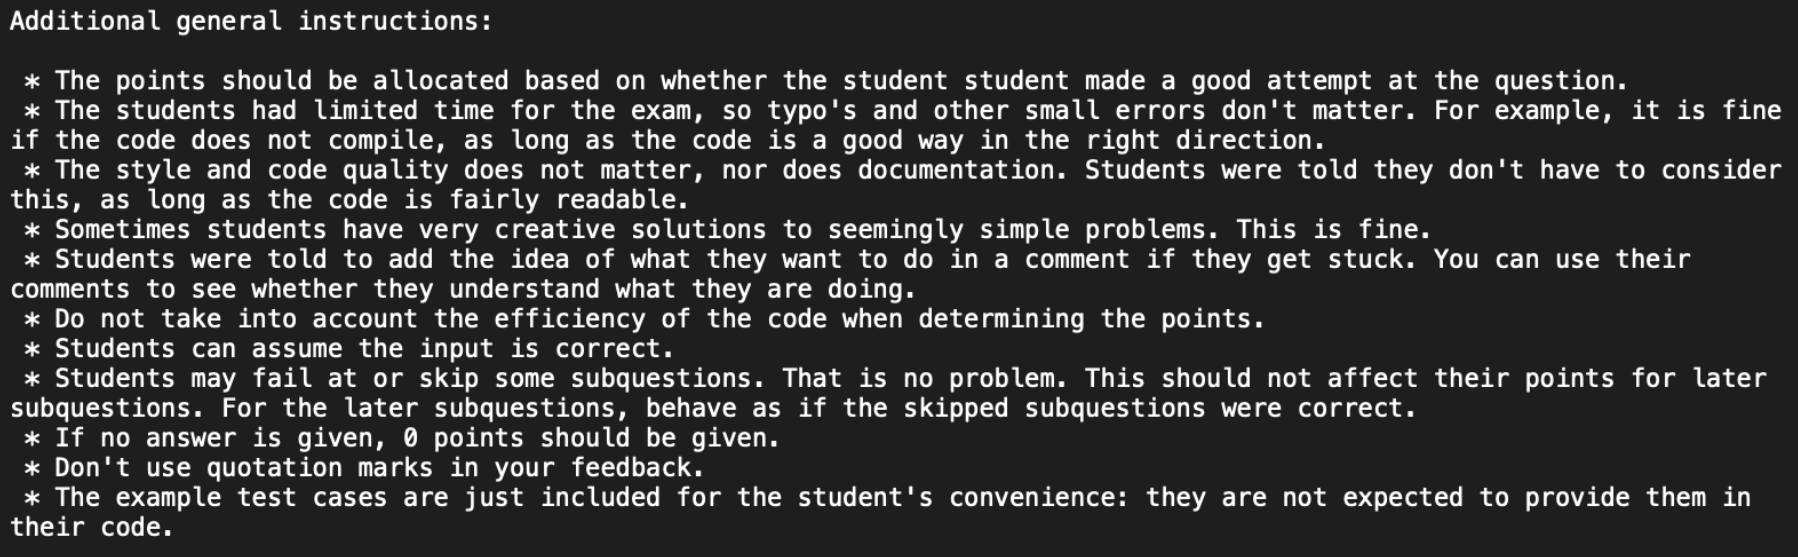 Additional general instructions:
* The points should be allocated based on whether the student student made a good attempt at the question.
* The students had limited time for the exam, so typo's and other small errors don't matter. For example, it is fine
if the code does not compile, as long as the code is a good way in the right direction.
* The style and code quality does not matter, nor does documentation. Students were told they don't have to consider
this, as long as the code is fairly readable.
* Sometimes students have very creative solutions to seemingly simple problems. This is fine.
* Students were told to add the idea of what they want to do in a comment if they get stuck. You can use their
comments to see whether they understand what they are doing.
* Do not take into account the efficiency of the code when determining the points.
* Students can assume the input is correct.
* Students may fail at or skip some subquestions. That is no problem. This should not affect their points for later
subquestions. For the later subquestions, behave as if the skipped subquestions were correct.
* If no answer is given, 0 points should be given.
* Don't use quotation marks in your feedback.
* The example test cases are just included for the student's convenience: they are not expected to provide them in
their code.